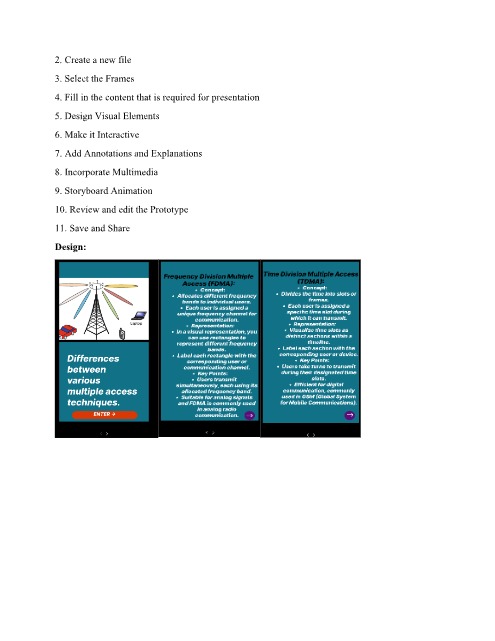 2. Create a new file
3. Select the Frames
4. Fill in the content that is required for presentation
5. Design Visual Elements
6. Make it Interactive
7. Add Annotations and Explanations
8. Incorporate Multimedia
9. Storyboard Animation
10. Review and edit the Prototype
11. Save and Share
Design:
Laptop
Differences
between
various
multiple access
techniques.
ENTER →
Frequency Division Multiple
Access (FDMA):
• Concept:
• Allocates different frequency
bands to individual users.
• Each user is assigned a
unique frequency channel for
communication.
• Representation:
• In a visual representation, you
can use rectangles to
represent different frequency
bands.
• Label each rectangle with the
corresponding user or
communication channel.
• Key Points:
• Users transmit
simultaneously, each using its
allocated frequency band.
• Suitable for analog signals
and FDMA is commonly used
in analog radio
communication.
→
Time Division Multiple Access
(TDMA):
• Concept:
• Divides the time into slots or
frames.
• Each user is assigned a
specific time slot during
which it can transmit.
• Representation:
• Visualize time slots as
distinct sections within a
timeline.
• Label each section with the
corresponding user or device.
• Key Points:
• Users take turns to transmit
during their designated time
slots.
• Efficient for digital
communication, commonly
used in GSM (Global System
for Mobile Communications).
→